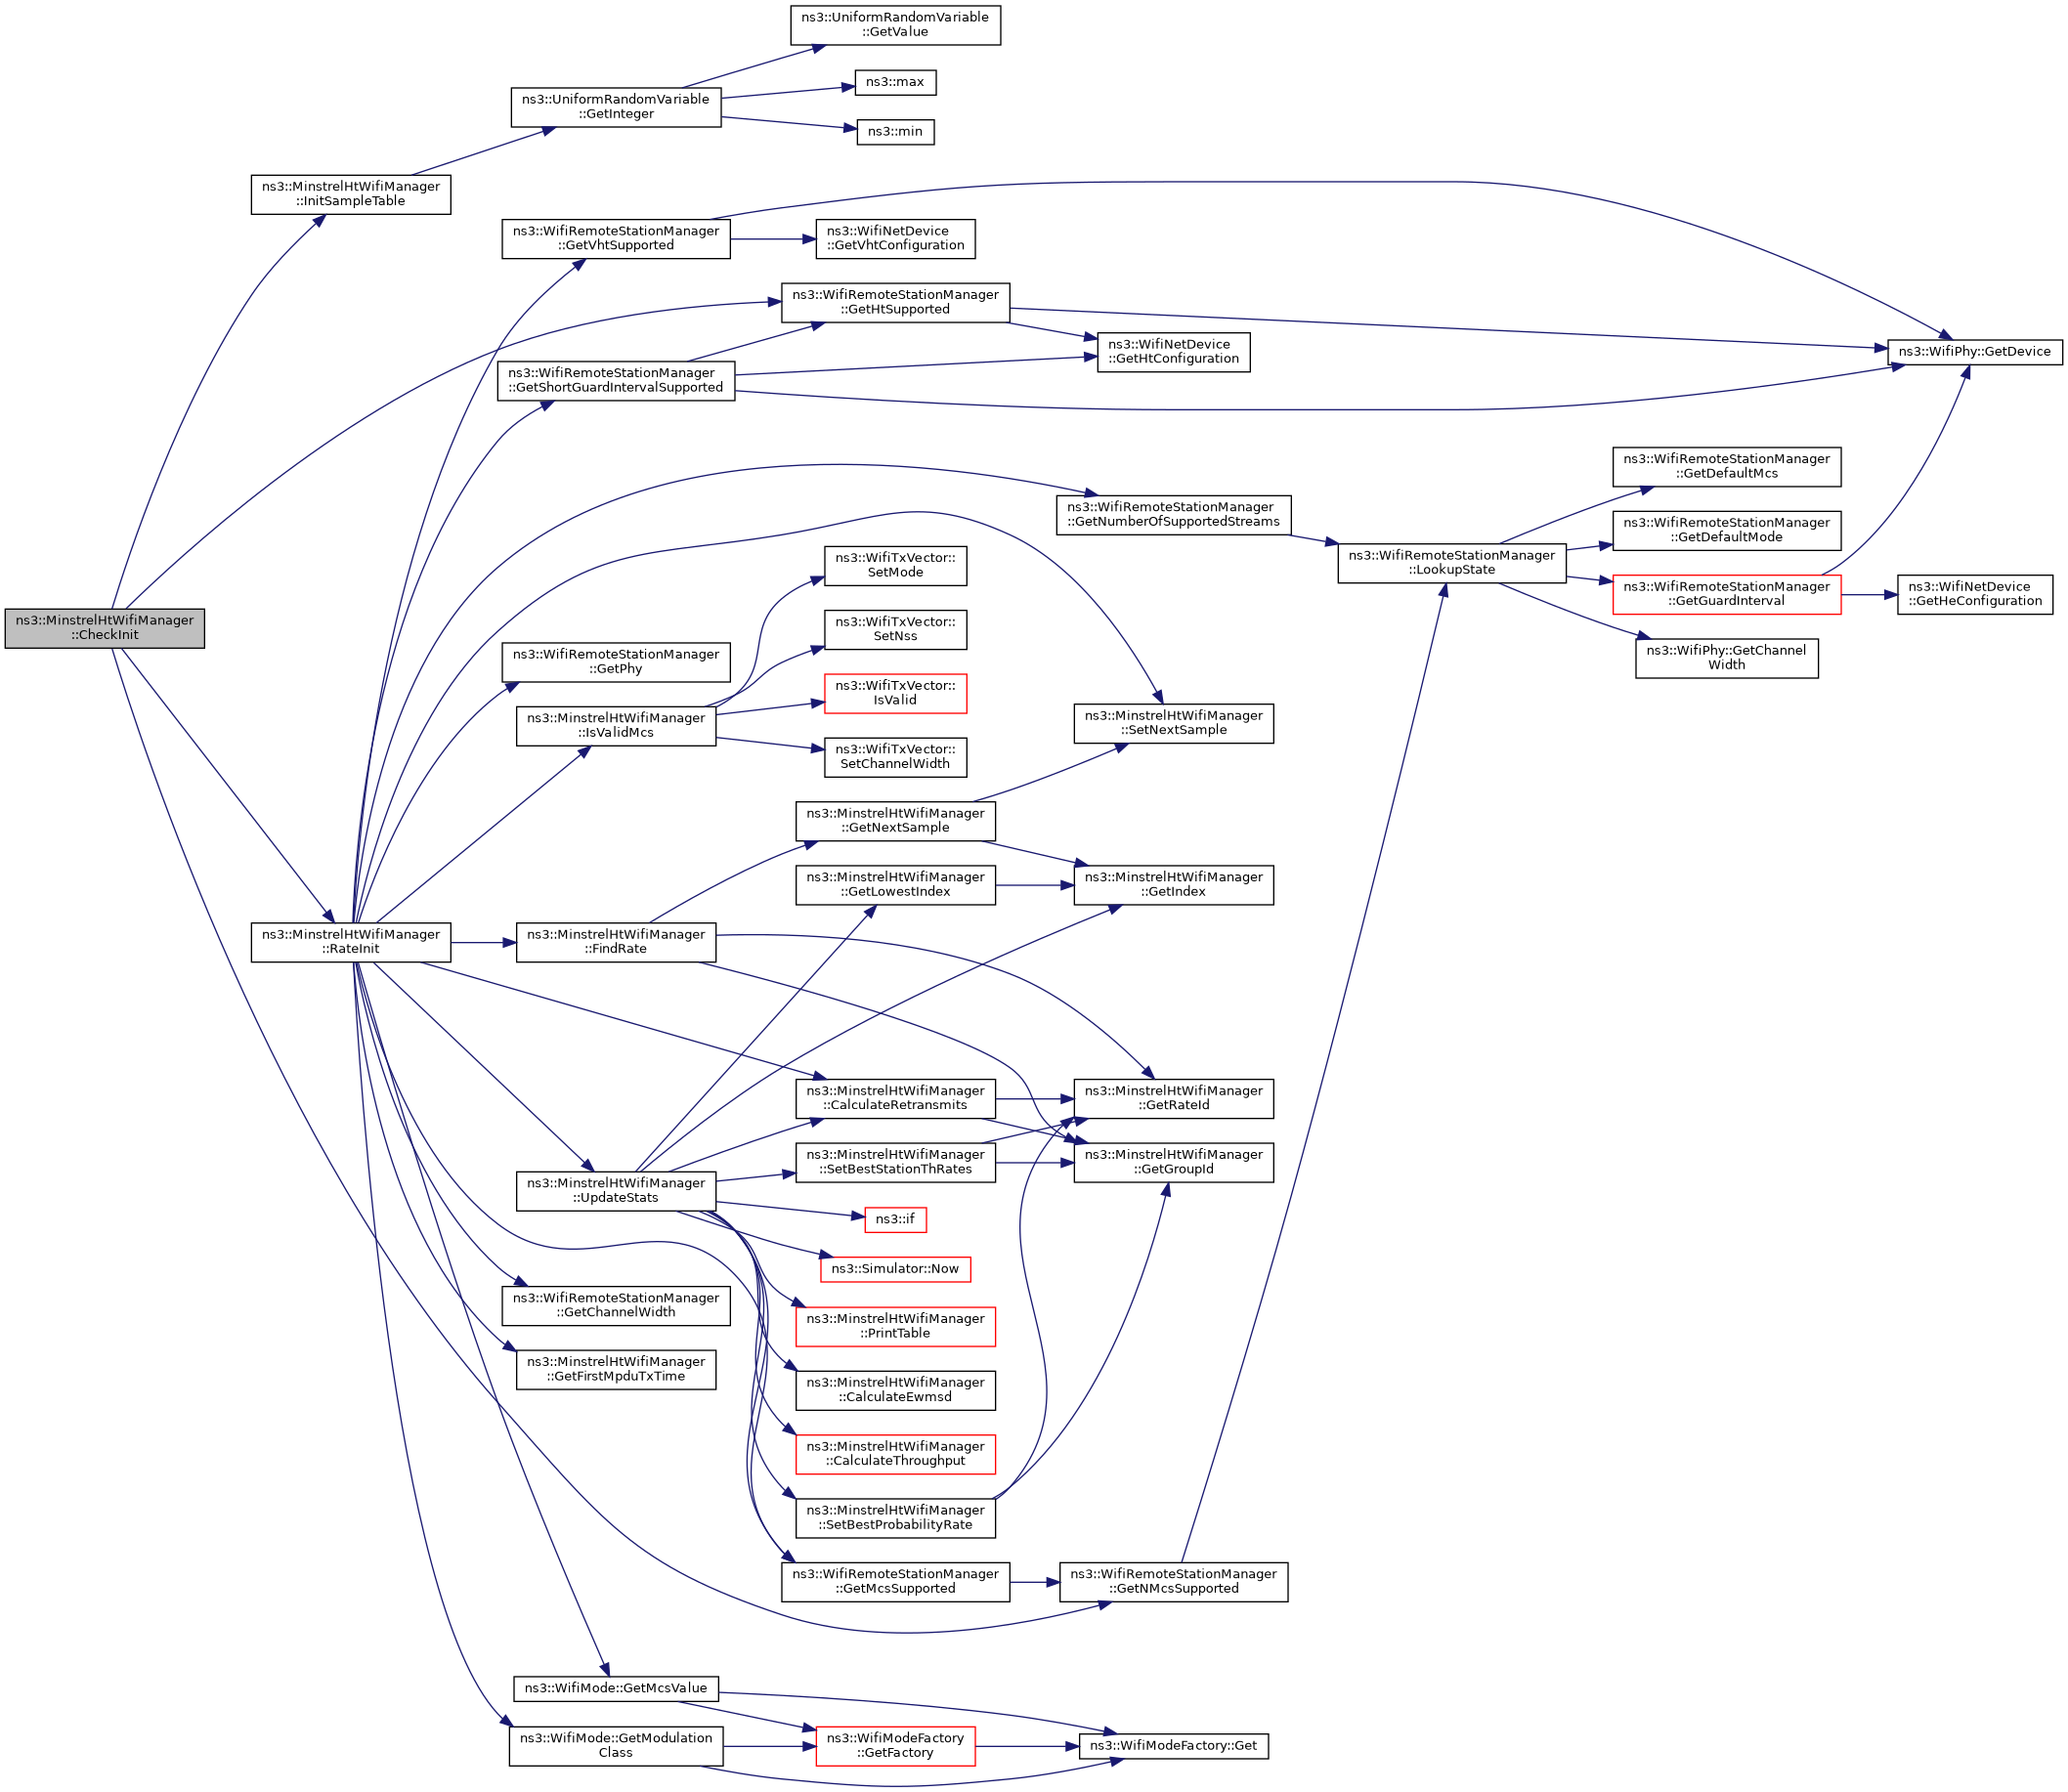 ns3::UniformRandomVariable
::GetValue
ns3::max
ns3::UniformRandomVariable
::GetInteger
ns3::min
ns3::MinstrelHtWifiManager
::InitSampleTable
ns3::WifiRemoteStationManager
::GetVhtSupported
ns3::WifiNetDevice
::GetVhtConfiguration
ns3::WifiRemoteStationManager
::GetHtSupported
ns3::WifiNetDevice
::GetHtConfiguration
ns3::WifiPhy::GetDevice
ns3::WifiRemoteStationManager
::GetShortGuardIntervalSupported
ns3::WifiRemoteStationManager
::GetDefaultMcs
ns3::WifiRemoteStationManager
::GetNumberOfSupportedStreams
ns3::WifiRemoteStationManager
::GetDefaultMode
ns3::WifiRemoteStationManager
::LookupState
ns3::WifiTxVector::
SetMode
ns3::WifiRemoteStationManager
::GetGuardInterval
ns3::WifiNetDevice
::GetHeConfiguration
ns3::MinstrelHtWifiManager
::CheckInit
ns3::WifiTxVector::
SetNss
ns3::WifiPhy::GetChannel
Width
ns3::WifiRemoteStationManager
::GetPhy
ns3::WifiTxVector::
IsValid
ns3::MinstrelHtWifiManager
::IsValidMcs
ns3::MinstrelHtWifiManager
::SetNextSample
ns3::WifiTxVector::
SetChannelWidth
ns3::MinstrelHtWifiManager
::GetNextSample
ns3::MinstrelHtWifiManager
::GetLowestIndex
ns3::MinstrelHtWifiManager
::GetIndex
ns3::MinstrelHtWifiManager
::RateInit
ns3::MinstrelHtWifiManager
::FindRate
ns3::MinstrelHtWifiManager
::CalculateRetransmits
ns3::MinstrelHtWifiManager
::GetRateId
ns3::MinstrelHtWifiManager
::SetBestStationThRates
ns3::MinstrelHtWifiManager
::GetGroupId
ns3::MinstrelHtWifiManager
::UpdateStats
ns3::if
ns3::Simulator::Now
ns3::WifiRemoteStationManager
::GetChannelWidth
ns3::MinstrelHtWifiManager
::PrintTable
ns3::MinstrelHtWifiManager
::GetFirstMpduTxTime
ns3::MinstrelHtWifiManager
::CalculateEwmsd
ns3::MinstrelHtWifiManager
::CalculateThroughput
ns3::MinstrelHtWifiManager
::SetBestProbabilityRate
ns3::WifiRemoteStationManager
::GetMcsSupported
ns3::WifiRemoteStationManager
::GetNMcsSupported
ns3::WifiMode::GetMcsValue
ns3::WifiMode::GetModulation
Class
ns3::WifiModeFactory
::GetFactory
ns3::WifiModeFactory::Get